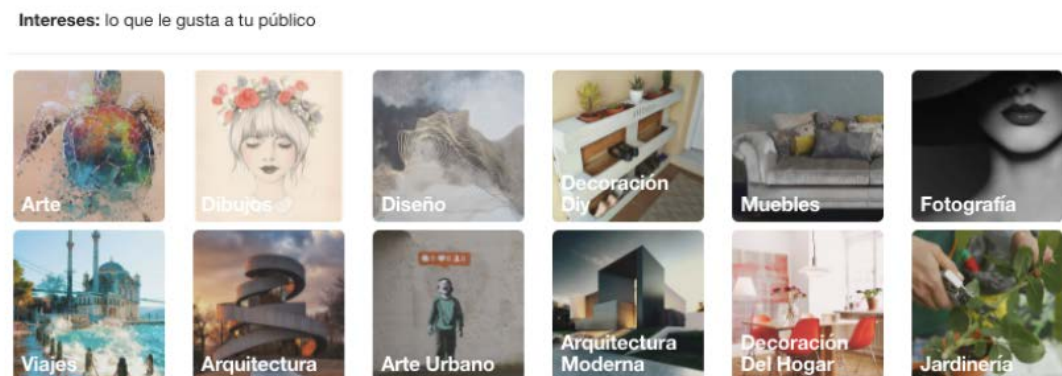 Intereses: lo que le gusta a tu público
Arte
Dibujos
Diseño
Decoración
Diy
Muebles
Fotografía
Viajes
Arquitectura
Arte Urbano
Arquitectura
Moderna
Decoración
Del Hogar
Jardinería